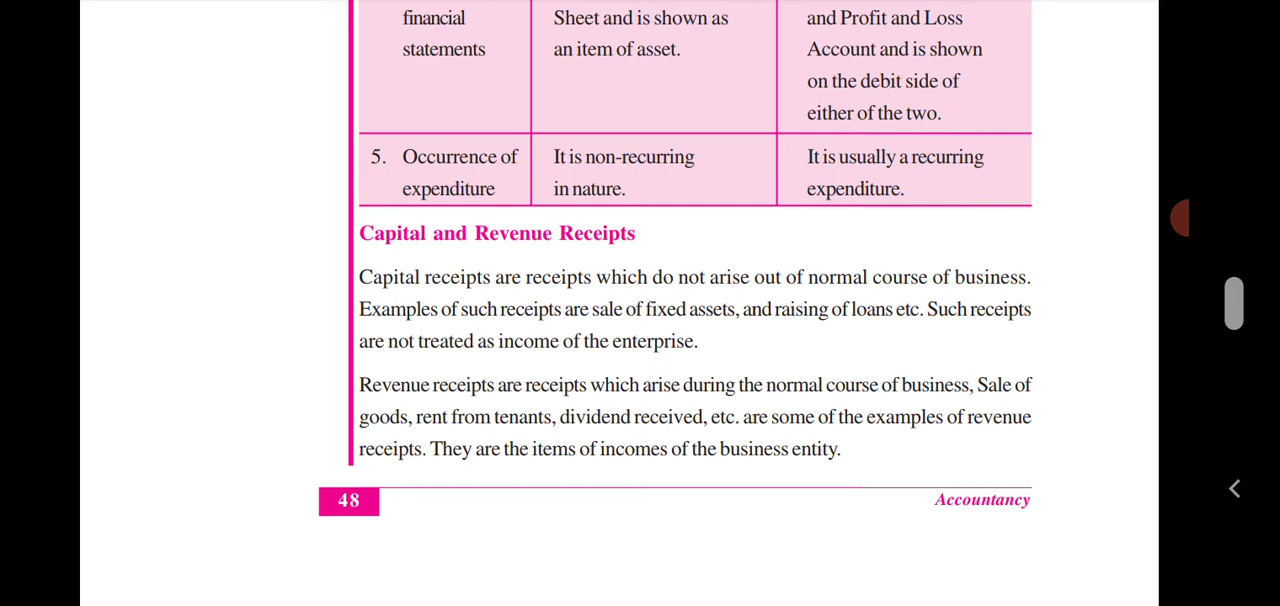 financial Sheet and is shown as and Profit and Loss
statements an item of asset. Account and is shown
on the debit side of
either of the two.
5. Occurrence of It is non-recurring It is usually a recurring
expenditure in nature. expenditure.
Capital and Revenue Receipts
Capital receipts are receipts which do not arise out of normal course of business.
Examples of such receipts are sale of fixed assets, and raising of loans etc. Such receipts
are not treated as income of the enterprise.
Revenue receipts are receipts which arise during the normal course of business, Sale of
goods, rent from tenants, dividend received, etc. are some of the examples of revenue
receipts. They are the items of incomes of the business entity.
48 Accountancy